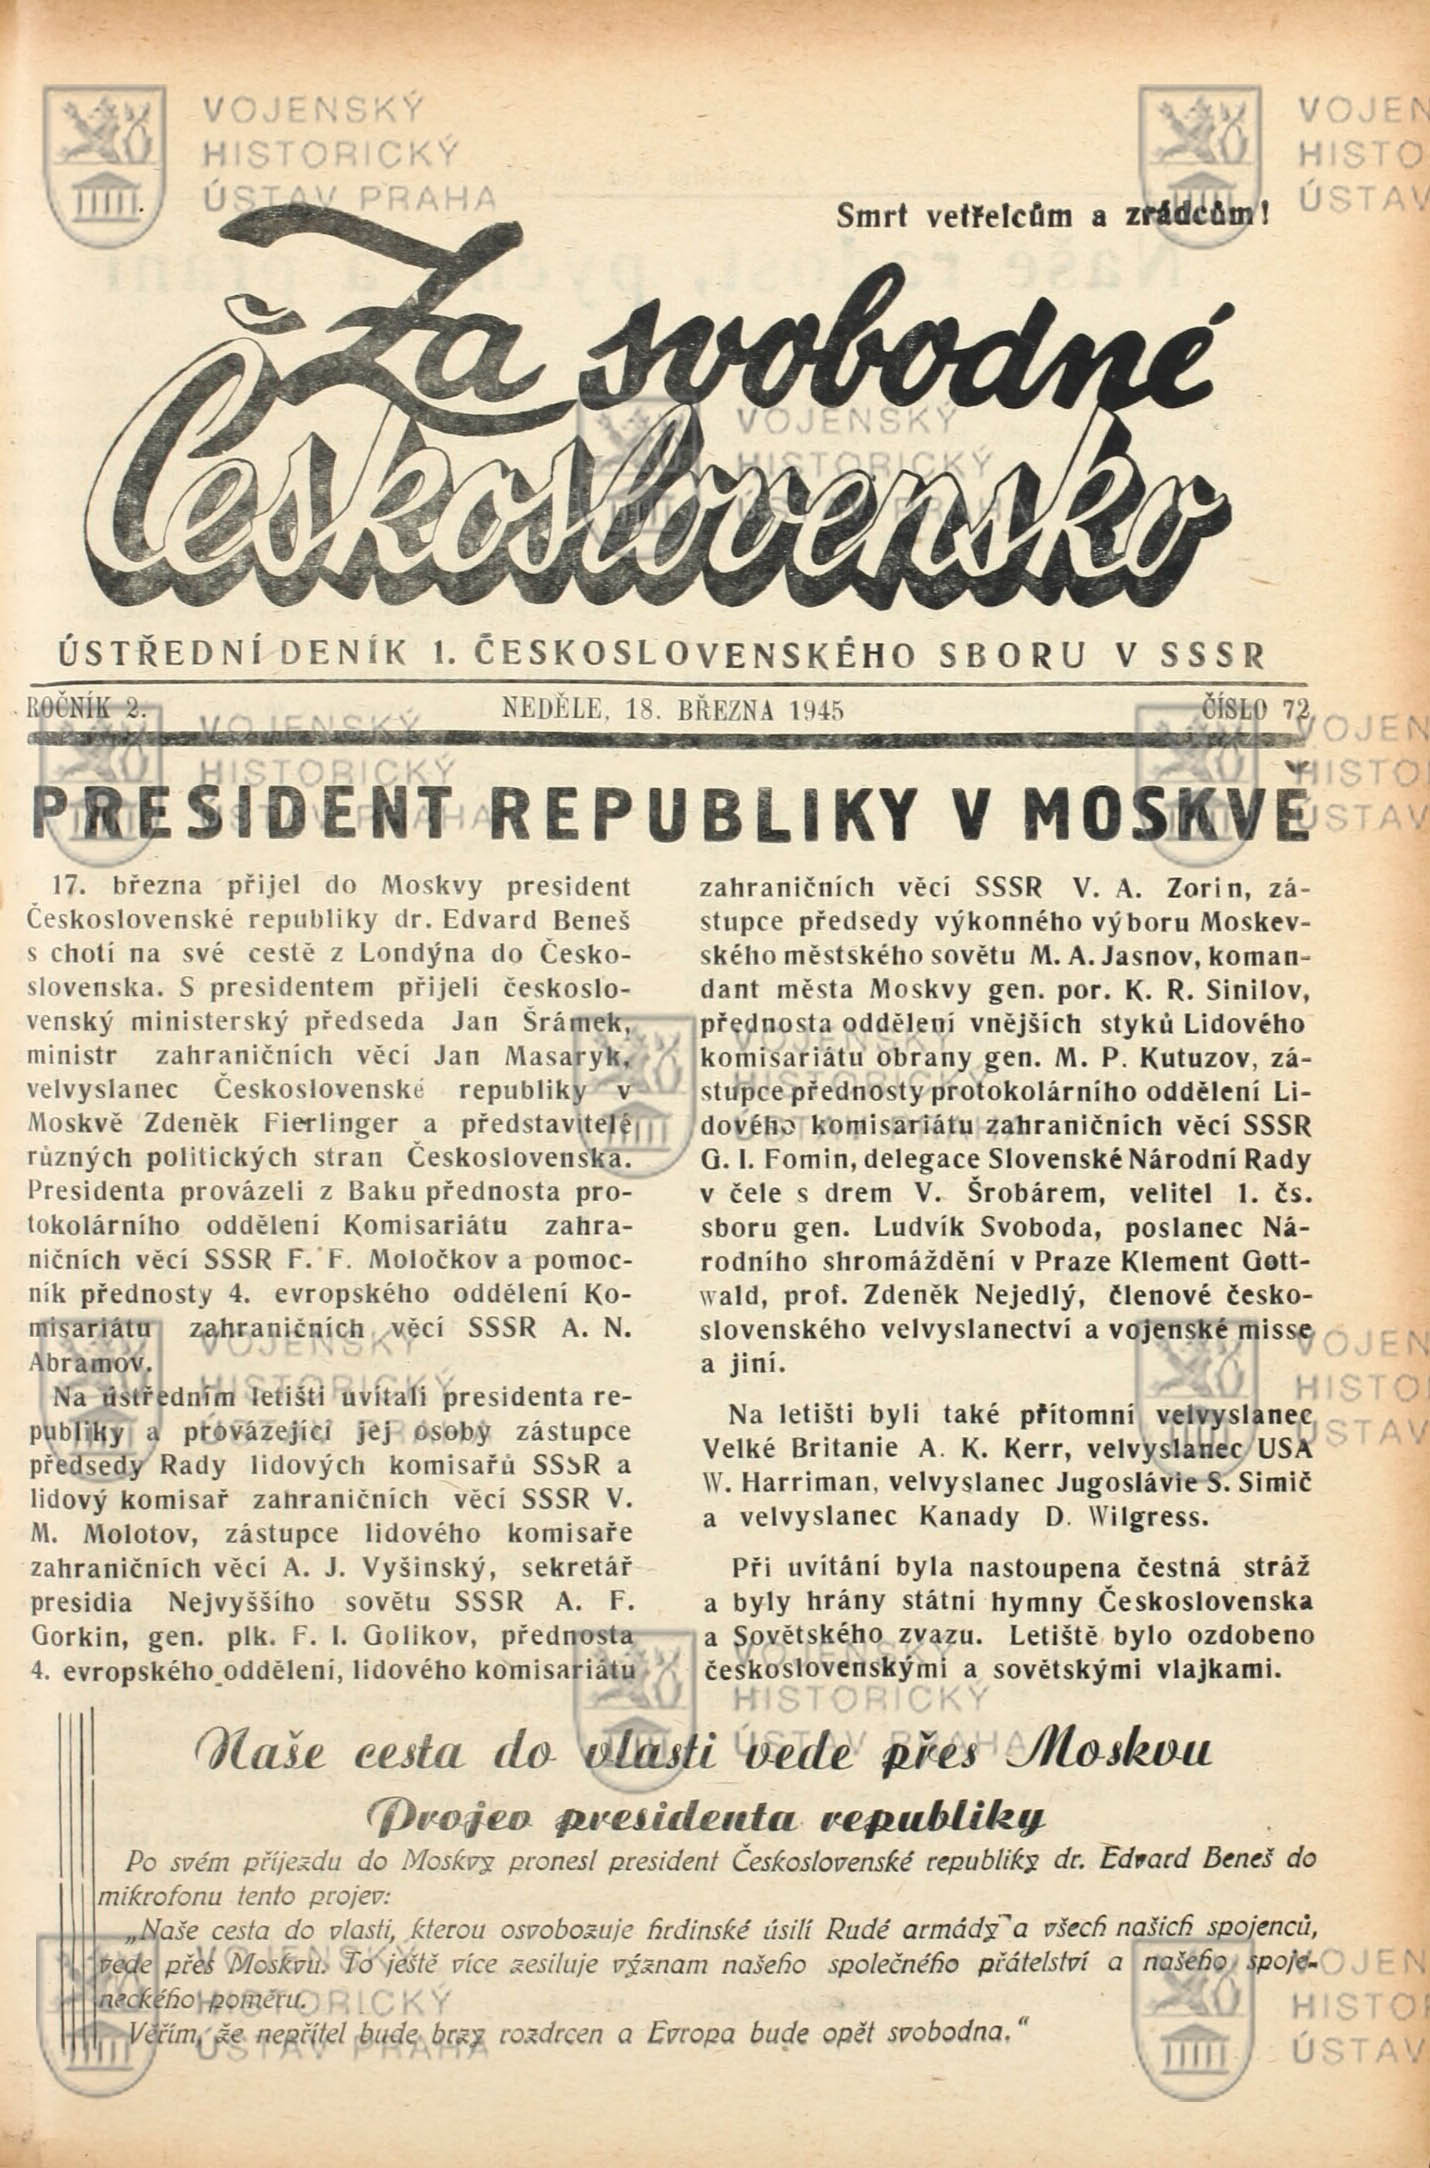 Smrt vetřelcům a zrádcům!
Za svobodné
Československo
ÚSTŘEDNÍ DENÍK 1. ČESKOSLOVENSKÉHO SBORU V SSSR
ROČNÍK 2.
NEDĚLE, 18. BŘEZNA 1945
ČÍSLO 72
PRESIDENT REPUBLIKY V MOSKVĚ
17. března přijel do Moskvy president
Československé republiky dr. Edvard Beneš
s chotí na své cestě z Londýna do Česko-
slovenska. S presidentem přijeli českoslo-
venský ministerský předseda Jan Šrámek,
ministr zahraničních věcí Jan Masaryk,
velvyslanec Československé republiky v
Moskvě Zdeněk Fierlinger a představitelé
různých politických stran Československa.
Presidenta provázeli z Baku přednosta pro-
tokolárního oddělení Komisariátu zahra-
ničních věcí SSSR F. F. Moločkov a pomoc-
ník přednosty 4. evropského oddělení Ko-
misariátu zahraničních věcí SSSR A. N.
Abramov.
Na ústředním letišti uvítali presidenta re-
publiky a provázející jej osoby zástupce
předsedy Rady lidových komisařů SSSR a
lidový komisař zahraničních věcí SSSR V.
M. Molotov, zástupce lidového komisaře
zahraničních věcí A. J. Vyšinský, sekretář
presidia Nejvyššího sovětu SSSR A. F.
Gorkin, gen. plk. F. I. Golikov, přednosta
4. evropského oddělení, lidového komisariátu
zahraničních věcí SSSR V. A. Zorin, zá-
stupce předsedy výkonného výboru Moskev-
ského městského sovětu M. A. Jasnov, koman-
dant města Moskvy gen. por. K. R. Sinilov,
přednosta oddělení vnějších styků Lidového
komisariátu obrany gen. M. P. Kutuzov, zá-
stupce přednosty protokolárního oddělení Li-
dového komisariátu zahraničních věcí SSSR
G. I. Fomin, delegace Slovenské Národní Rady
v čele s drem V. Šrobárem, velitel 1. čs.
sboru gen. Ludvík Svoboda, poslanec Ná-
rodního shromáždění v Praze Klement Gott-
wald, prof. Zdeněk Nejedlý, členové česko-
slovenského velvyslanectví a vojenské misse
a jiní.
Na letišti byli také přítomní velvyslanec
Velké Britanie A. K. Kerr, velvyslanec USA
W. Harriman, velvyslanec Jugoslávie S. Simič
a velvyslanec Kanady D. Wilgress.
Při uvítání byla nastoupena čestná stráž
a byly hrány státní hymny Československa
a Sovětského zvazu. Letiště bylo ozdobeno
československými a sovětskými vlajkami.
Naše cesta do vlasti vede přes Moskvu
Projev presidenta republiky
Po svém příjezdu do Moskvy pronesl president Československé republiky dr. Edvard Beneš do
mikrofonu tento projev:
„Naše cesta do vlasti, kterou osvobozuje hrdinské úsilí Rudé armády a všech našich spojenců,
vede přes Moskvu. To ještě více zesiluje význam našeho společného přátelství a našeho spoje-
neckého poměru.
Věřím, že nepřítel bude brzy rozdrcen a Evropa bude opět svobodna.“
VOJENSKÝ
HISTORICKÝ
ÚSTAV PRAHA